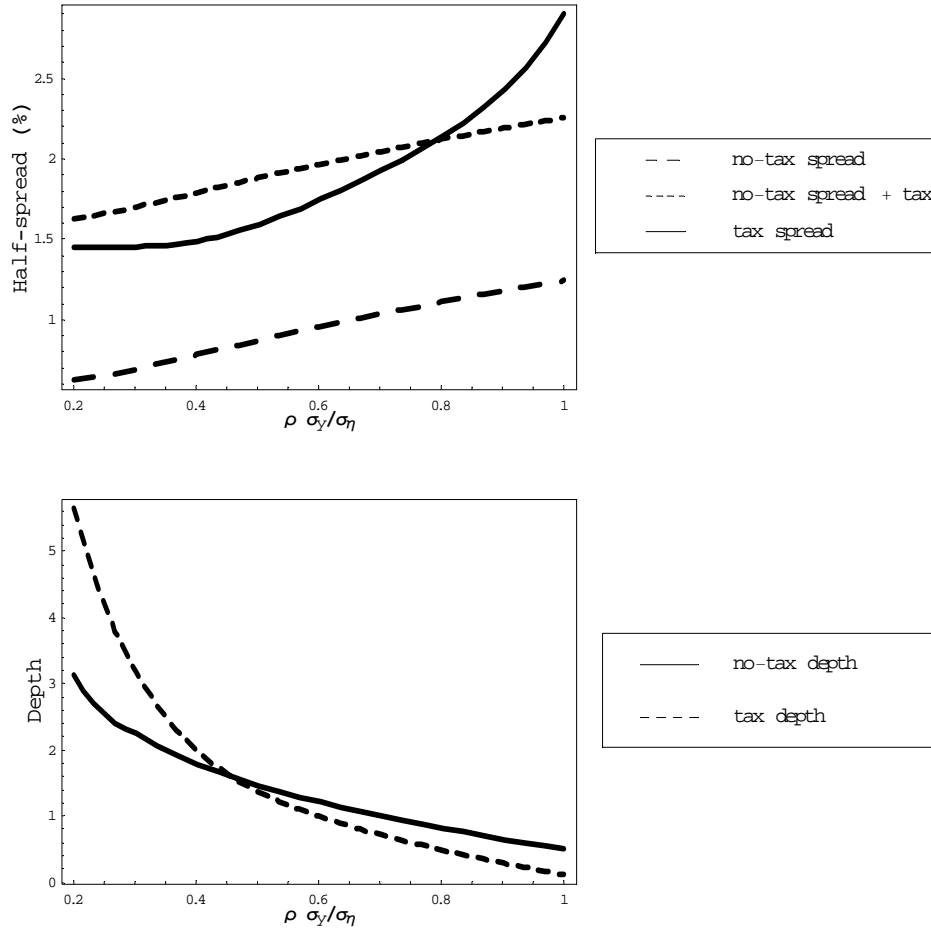 Half-spread (%)
2.5
2
1.5
1
0.2 0.4 0.6 0.8 1
ρ σy/ση
no-tax spread
no-tax spread + tax
tax spread
Depth
5
4
3
2
1
0
0.2 0.4 0.6 0.8 1
ρ σy/ση
no-tax depth
tax depth